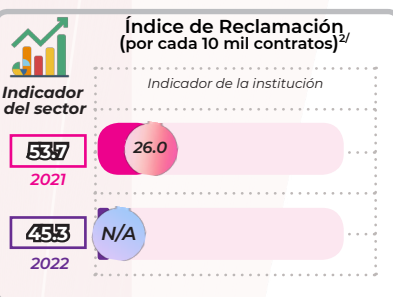 Índice de Reclamación
(por cada 10 mil contratos)2/
Indicador
del sector
Indicador de la institución
53.7
26.0
2021
45.3
N/A
2022